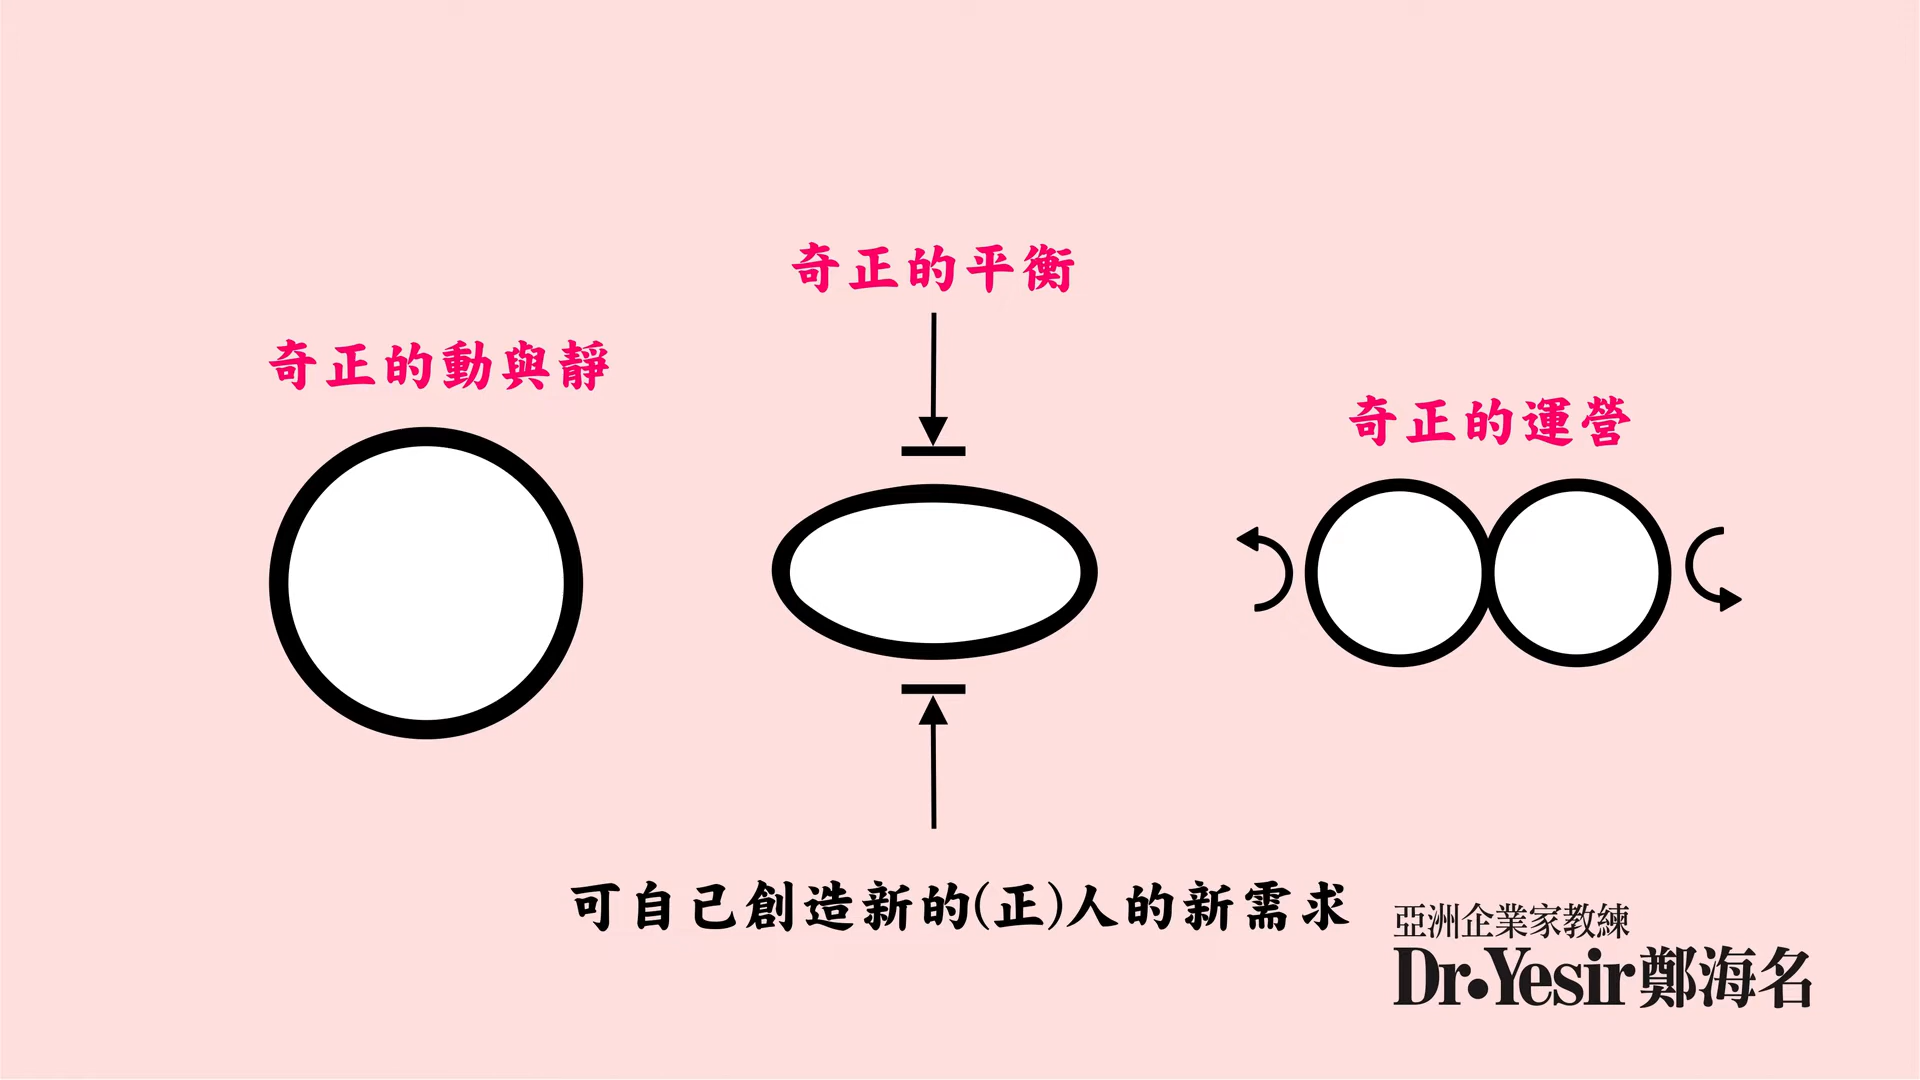 奇正的平衡
奇正的動與靜
奇正的運營
可自己創造新的(正)人的新需求
亞洲企業家教練
Dr•Yesir鄭海名